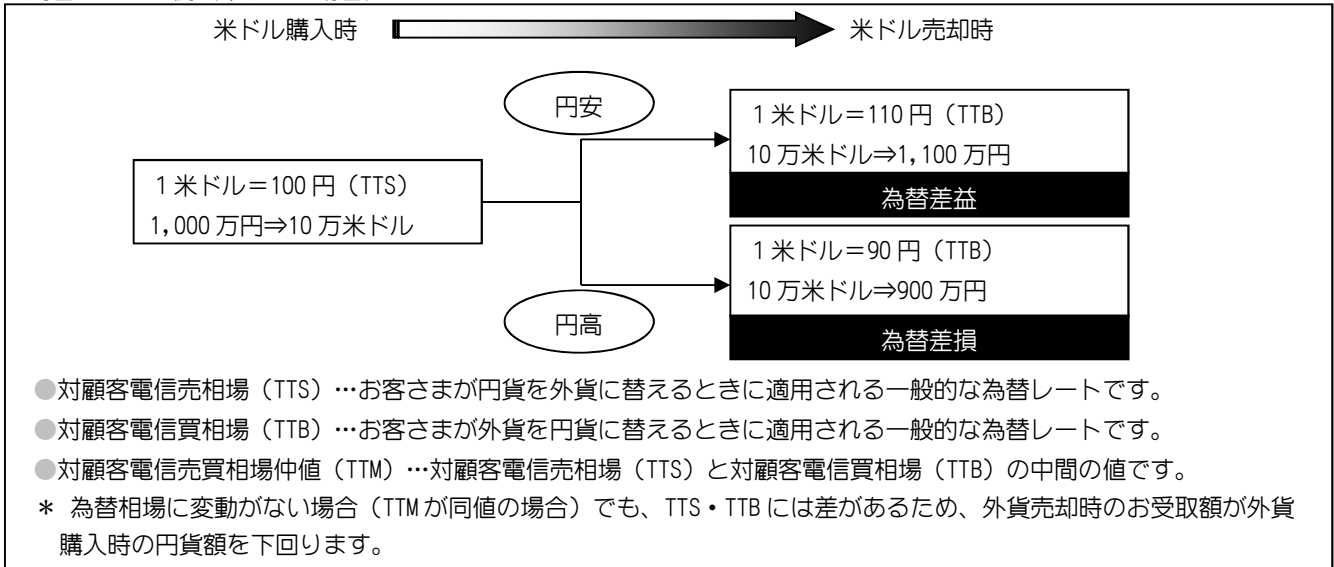 米ドル購入時 米ドル売却時
円安
1米ドル＝110円（TTB）
10万米ドル⇒1,100万円
為替差益
1米ドル＝100円（TTS）
1,000万円⇒10万米ドル
1米ドル＝90円（TTB）
10万米ドル⇒900万円
為替差損
円高
●対顧客電信売相場（TTS）…お客さまが円貨を外貨に替えるときに適用される一般的な為替レートです。
●対顧客電信買相場（TTB）…お客さまが外貨を円貨に替えるときに適用される一般的な為替レートです。
●対顧客電信売買相場仲値（TTM）…対顧客電信売相場（TTS）と対顧客電信買相場（TTB）の中間の値です。
＊ 為替相場に変動がない場合（TTMが同値の場合）でも、TTS・TTBには差があるため、外貨売却時のお受取額が外貨
購入時の円貨額を下回ります。